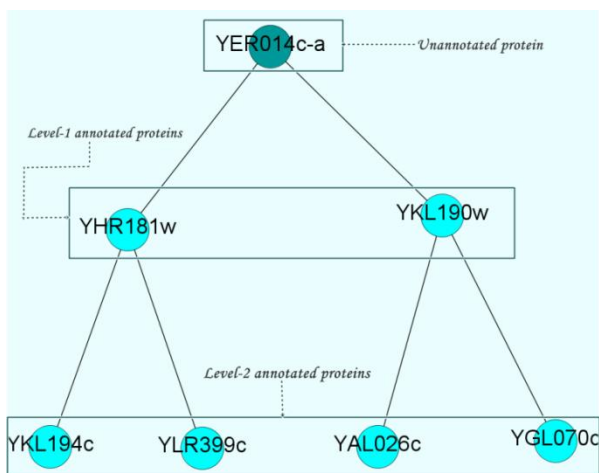 YER014c-a
Unannotated protein
Level-1 annotated proteins
YHR181w
YKL190w
Level-2 annotated proteins
YKL194c
YLR399c
YAL026c
YGL070c